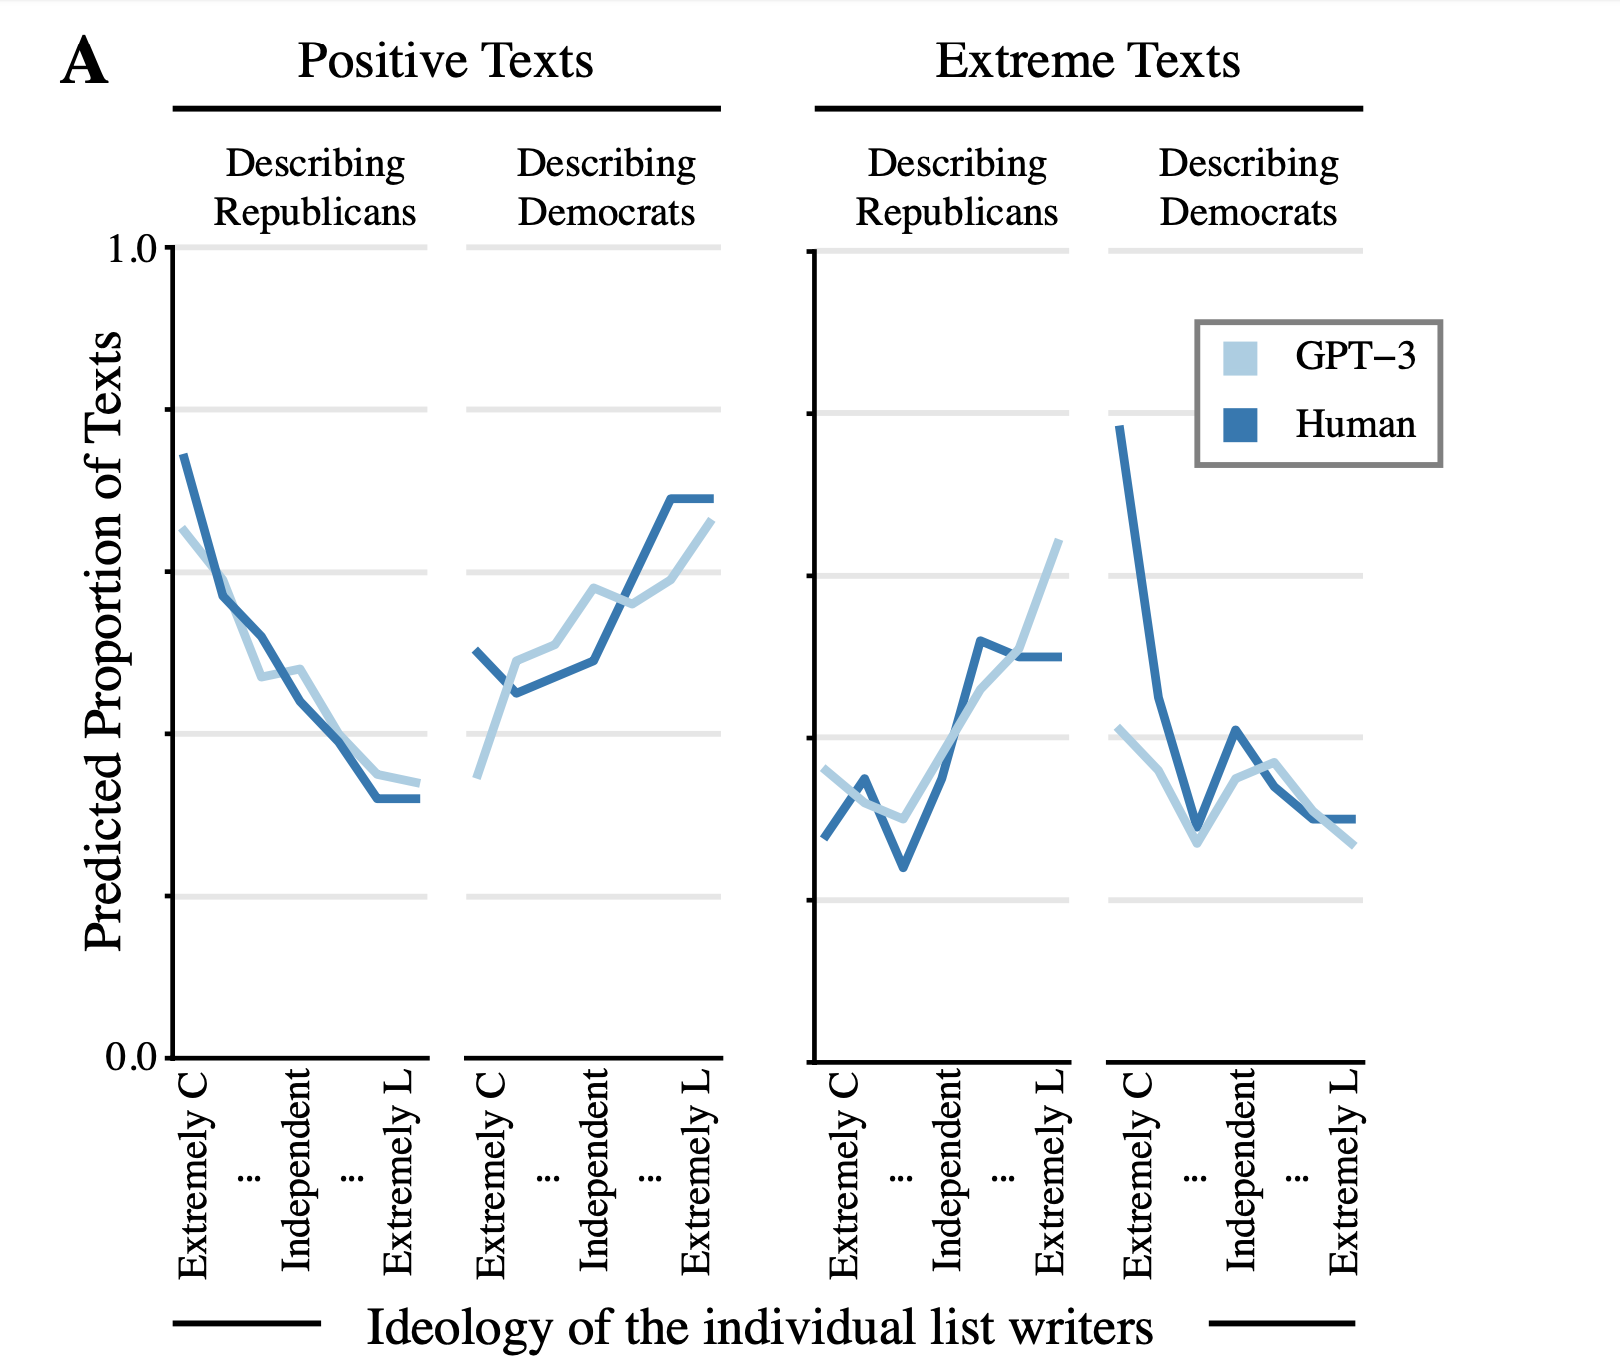 A
Positive Texts
Extreme Texts
Describing
Republicans
Describing
Democrats
Describing
Republicans
Describing
Democrats
1.0
0.0
Predicted Proportion of Texts
GPT−3
Human
Extremely C
...
Independent
...
Extremely L
Extremely C
...
Independent
...
Extremely L
Extremely C
...
Independent
...
Extremely L
Extremely C
...
Independent
...
Extremely L
Ideology of the individual list writers